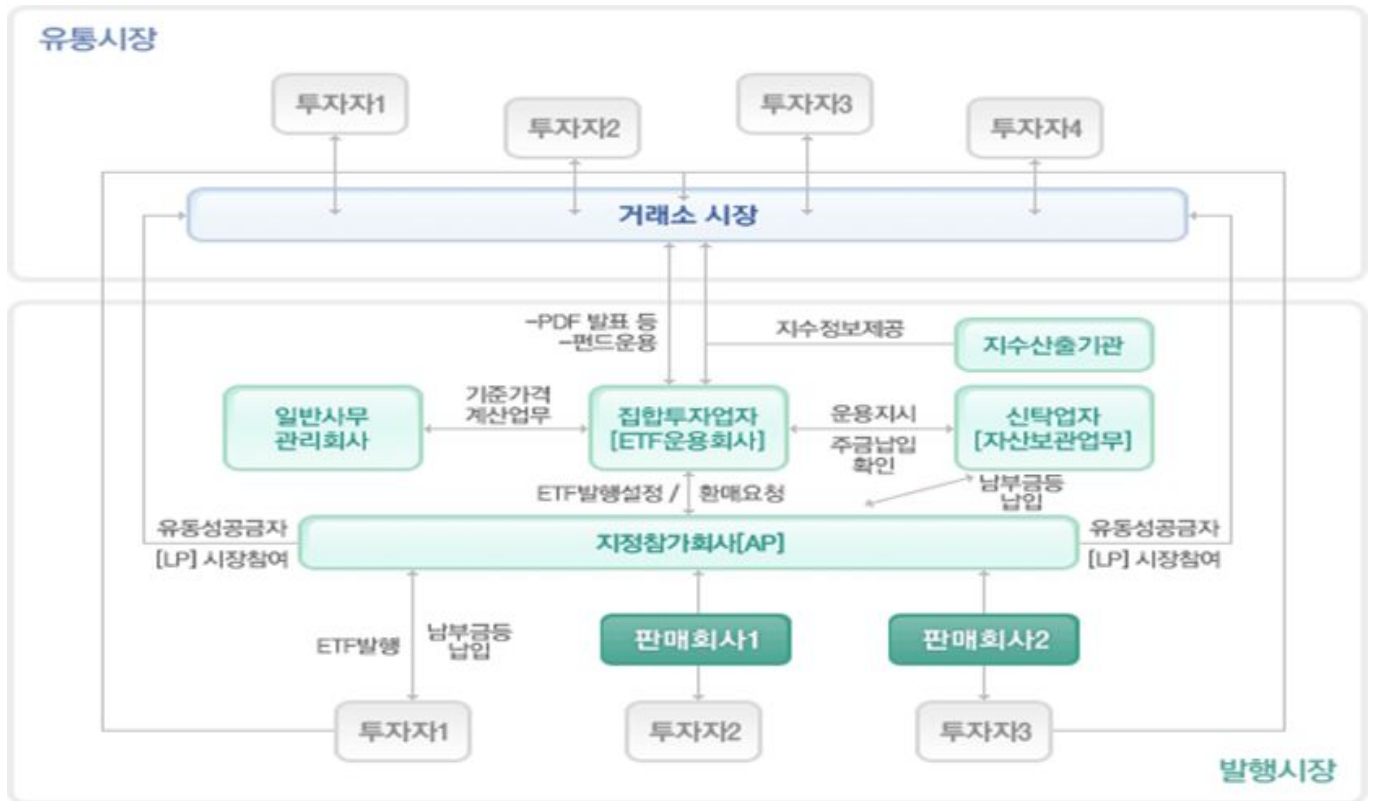 유통시장
투자자1
투자자2
투자자3
투자자4
거래소 시장
-PDF 발표 등
-펀드운용
지수정보제공
지수산출기관
일반사무
관리회사
기준가격
계산업무
집합투자업자
[ETF운용회사]
운용지시
주금납입
확인
신탁업자
[자산보관업무]
ETF발행설정 / 환매요청
남부금등
납입
유동성공금자
[LP] 시장참여
지정참가회사[AP]
유동성공금자
[LP] 시장참여
ETF발행
남부금등
납입
판매회사1
판매회사2
투자자1
투자자2
투자자3
발행시장